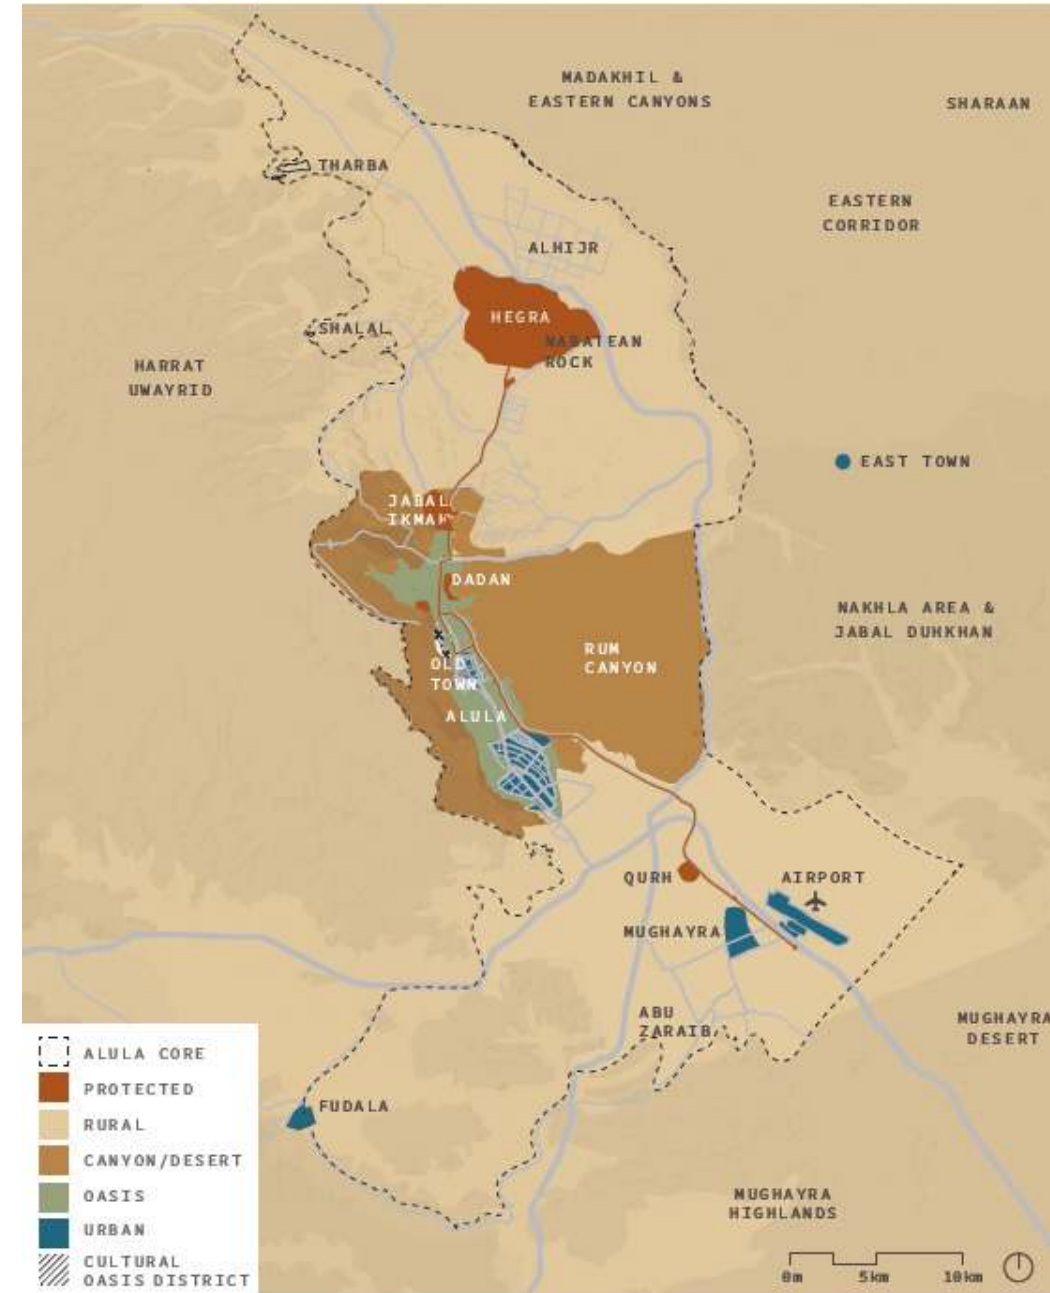 MADAKHIL &
EASTERN CANYONS
SHARAAN
THARBA
EASTERN
CORRIDOR
ALHIJR
HEGRA
SHALAL
NABATEAN
ROCK
HARRAT
UWAYRID
EAST TOWN
JABAL
IKMAH
DADAN
NAKHLA AREA &
JABAL DUHKHAN
RUM
CANYON
OLD
TOWN
ALULA
QURH
AIRPORT
MUGHAYRA
ABU
ZARAIB
MUGHAYRA
DESERT
FUDALA
MUGHAYRA
HIGHLANDS
ALULA CORE
PROTECTED
RURAL
CANYON/DESERT
OASIS
URBAN
CULTURAL
OASIS DISTRICT
0m 5km 10km